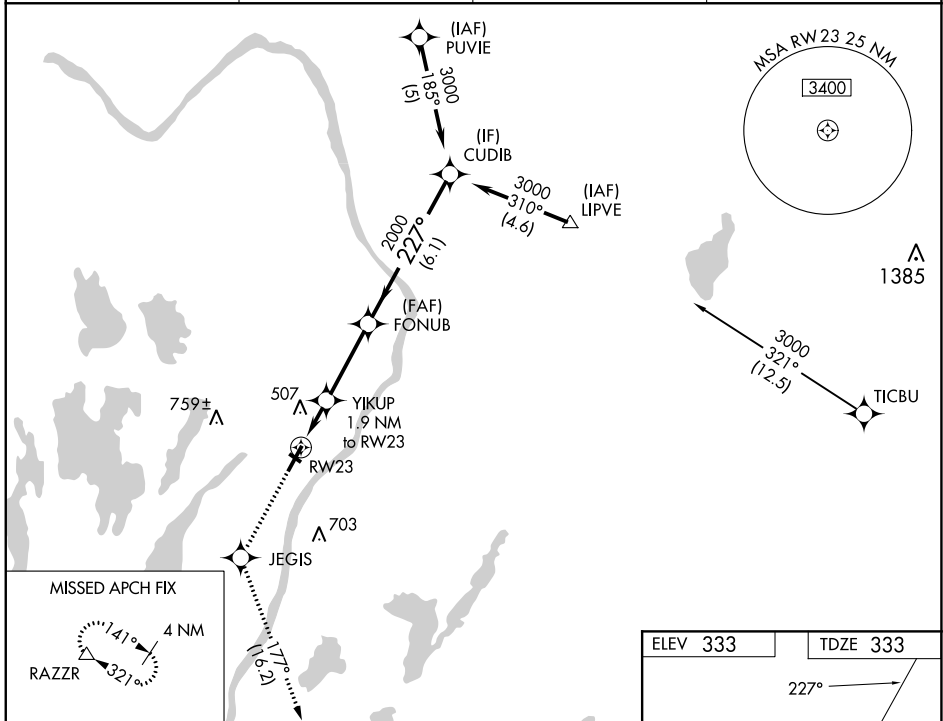 (IAF)
PUVIE
3000
185°
(5)
(IF)
CUDIB
3000
310°
(4.6)
(IAF)
LIPVE
MSA RW23 25 NM
3400
1385
2000
227°
(6.1)
(FAF)
FONUB
3000
321°
(12.5)
TICBU
759±
507
YIKUP
1.9 NM
to RW23
RW23
703
JEGIS
177°
(16.2)
MISSED APCH FIX
141°
4 NM
RAZZR
321°
ELEV 333
TDZE 333
227°